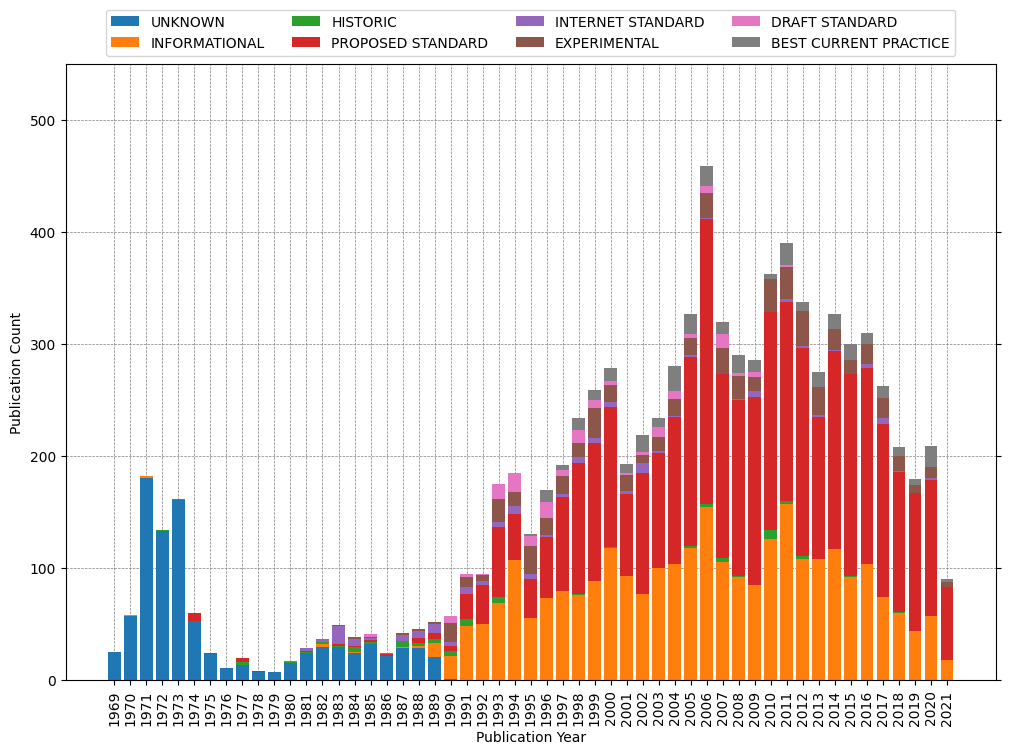 UNKNOWN HISTORIC INTERNET STANDARD DRAFT STANDARD
INFORMATIONAL PROPOSED STANDARD EXPERIMENTAL BEST CURRENT PRACTICE
500
400
300
200
100
0
Publication Count
1969 1970 1971 1972 1973 1974 1975 1976 1977 1978 1979 1980 1981 1982 1983 1984 1985 1986 1987 1988 1989 1990 1991 1992 1993 1994 1995 1996 1997 1998 1999 2000 2001 2002 2003 2004 2005 2006 2007 2008 2009 2010 2011 2012 2013 2014 2015 2016 2017 2018 2019 2020 2021
Publication Year